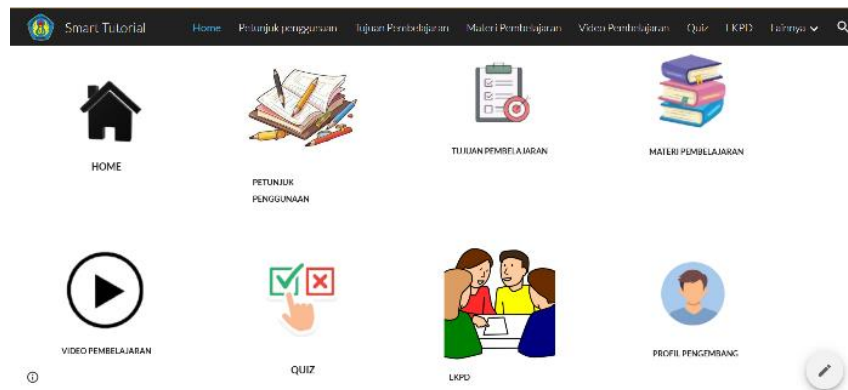 Smart Tutorial
Home Petunjuk penggunaan Tujuan Pembelajaran Materi Pembelajaran Video Pembelajaran Quiz LKPD Lainnya
HOME
PETUNJUK
PENGGUNAAN
TUJUAN PEMBELAJARAN
MATERI PEMBELAJARAN
VIDEO PEMBELAJARAN
QUIZ
LKPD
PROFIL PENGEMBANG